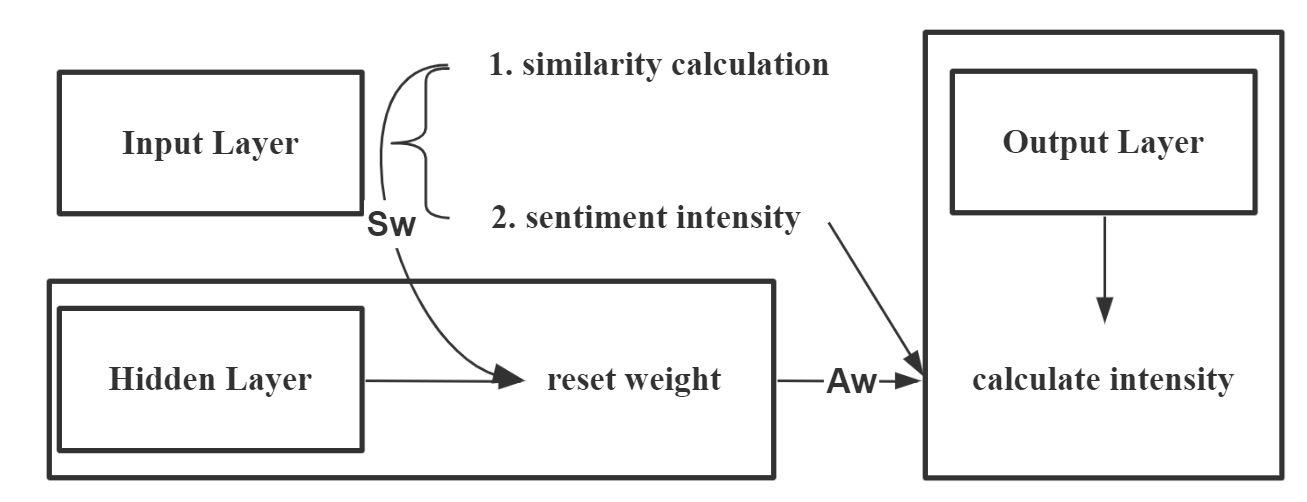 1. similarity calculation
Input Layer
Output Layer
Sw
2. sentiment intensity
Hidden Layer
reset weight
Aw
calculate intensity